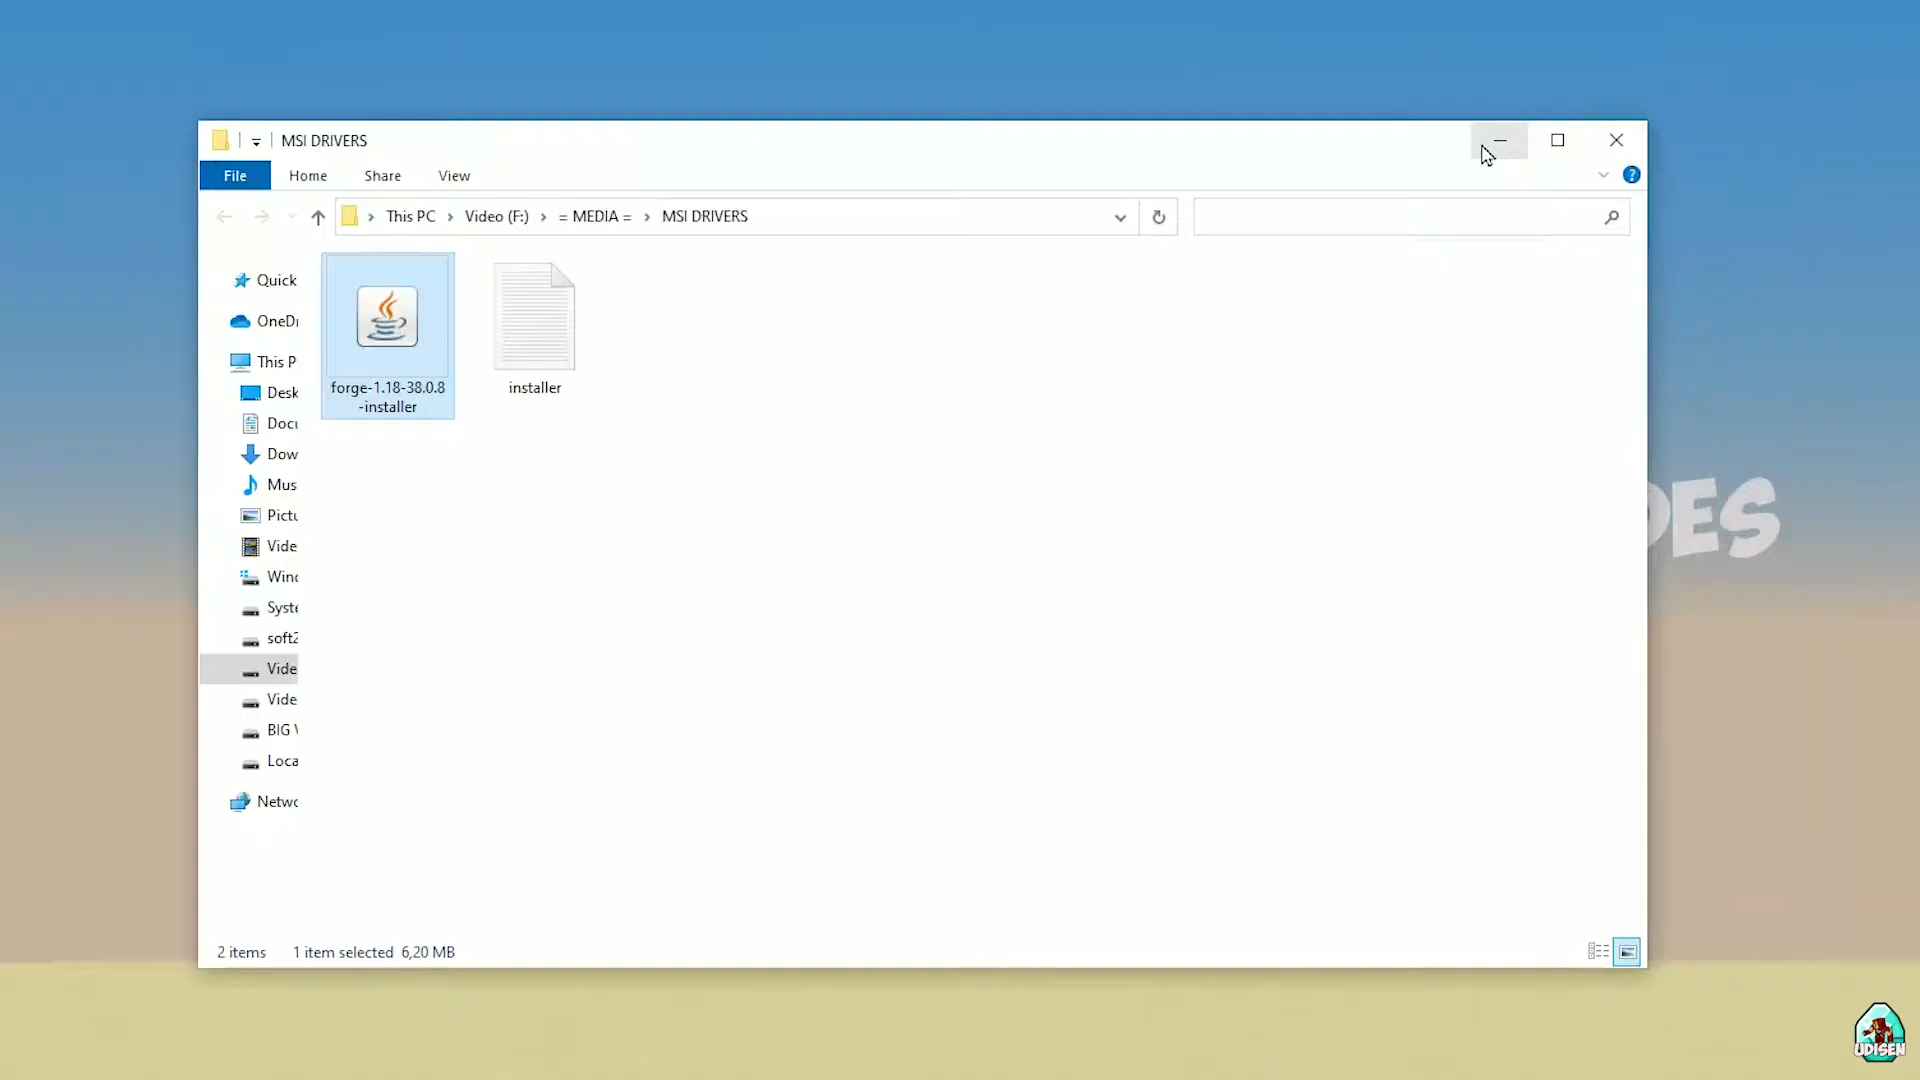 MSI DRIVERS
File Home Share View
This PC Video (F:) = MEDIA = MSI DRIVERS
Quick
OneDr
This P
Desk
Docu
Dow
Mus
Pictu
Vide
Wind
Syste
soft2
Vide
Vide
BIG
Loca
Netwo
forge-1.18-38.0.8
-installer
installer
DES
2 items 1 item selected 6,20 MB
UDISEN